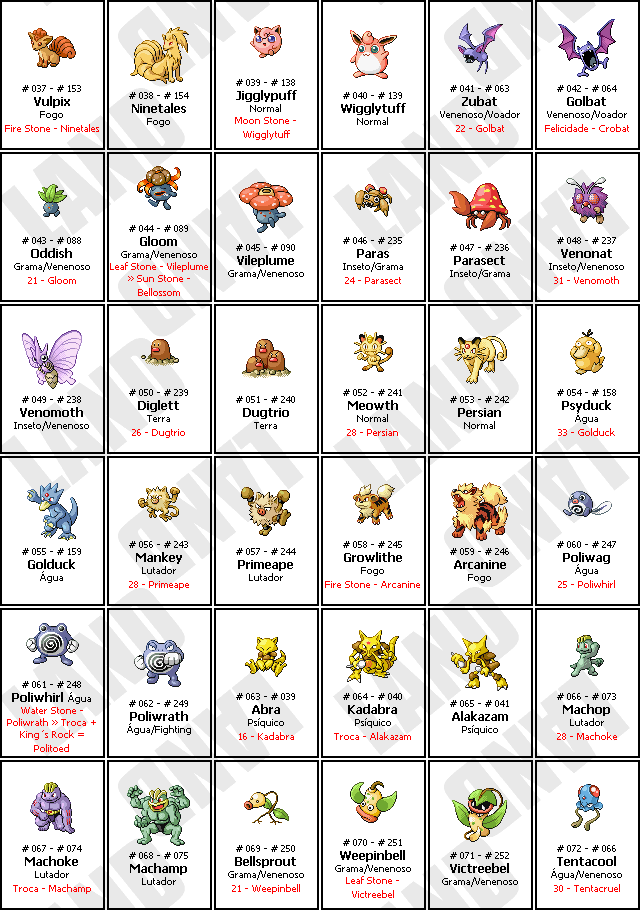 # 037 - # 153
Vulpix
Fogo
Fire Stone - Ninetales
# 038 - # 154
Ninetales
Fogo
# 039 - # 138
Jigglypuff
Normal
Moon Stone -
Wigglytuff
# 040 - # 139
Wigglytuff
Normal
# 041 - # 063
Zubat
Venenoso/Voador
22 - Golbat
# 042 - # 064
Golbat
Venenoso/Voador
Felicidade - Crobat
# 043 - # 088
Oddish
Grama/Venenoso
21 - Gloom
# 044 - # 089
Gloom
Grama/Venenoso
Leaf Stone - Vileplume
» Sun Stone -
Bellossom
# 045 - # 090
Vileplume
Grama/Venenoso
# 046 - # 235
Paras
Inseto/Grama
24 - Parasect
# 047 - # 236
Parasect
Inseto/Grama
# 048 - # 237
Venonat
Inseto/Venenoso
31 - Venomoth
# 049 - # 238
Venomoth
Inseto/Venenoso
# 050 - # 239
Diglett
Terra
26 - Dugtrio
# 051 - # 240
Dugtrio
Terra
# 052 - # 241
Meowth
Normal
28 - Persian
# 053 - # 242
Persian
Normal
# 054 - # 158
Psyduck
Água
33 - Golduck
# 055 - # 159
Golduck
Água
# 056 - # 243
Mankey
Lutador
28 - Primeape
# 057 - # 244
Primeape
Lutador
# 058 - # 245
Growlithe
Fogo
Fire Stone - Arcanine
# 059 - # 246
Arcanine
Fogo
# 060 - # 247
Poliwag
Água
25 - Poliwhirl
# 061 - # 248
Poliwhirl Água
Water Stone -
Poliwrath » Troca +
King´s Rock =
Politoed
# 062 - # 249
Poliwrath
Água/Fighting
# 063 - # 039
Abra
Psíquico
16 - Kadabra
# 064 - # 040
Kadabra
Psíquico
Troca - Alakazam
# 065 - # 041
Alakazam
Psíquico
# 066 - # 073
Machop
Lutador
28 - Machoke
# 067 - # 074
Machoke
Lutador
Troca - Machamp
# 068 - # 075
Machamp
Lutador
# 069 - # 250
Bellsprout
Grama/Venenoso
21 - Weepinbell
# 070 - # 251
Weepinbell
Grama/Venenoso
Leaf Stone -
Victreebel
# 071 - # 252
Victreebel
Grama/Venenoso
# 072 - # 066
Tentacool
Água/Venenoso
30 - Tentacruel